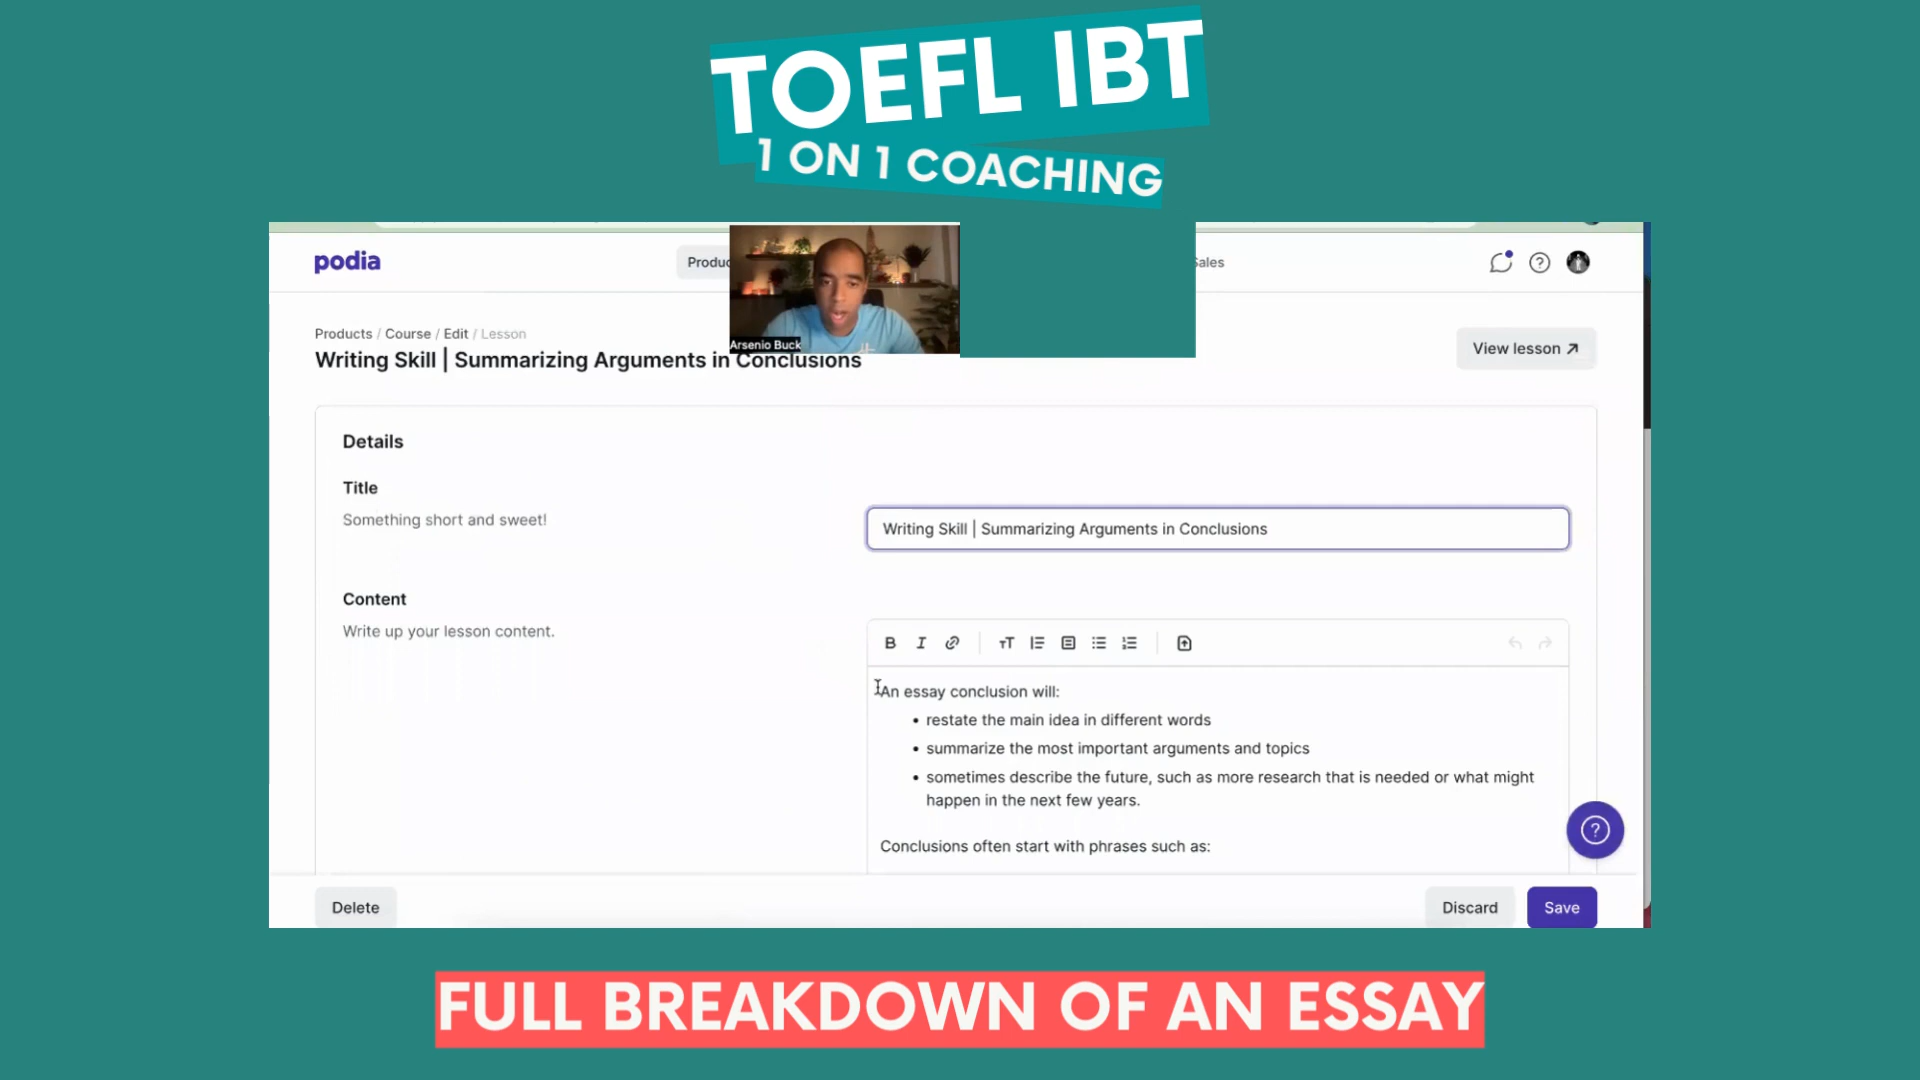 TOEFL IBT
1 ON 1 COACHING
podia
Sales
Arsenio Buck
Products / Course / Edit / Lesson
Writing Skill | Summarizing Arguments in Conclusions
View lesson
Details
Title
Something short and sweet!
Writing Skill | Summarizing Arguments in Conclusions
Content
Write up your lesson content.
B I TT
An essay conclusion will:
• restate the main idea in different words
• summarize the most important arguments and topics
• sometimes describe the future, such as more research that is needed or what might
happen in the next few years.
Conclusions often start with phrases such as:
Delete
Discard
Save
FULL BREAKDOWN OF AN ESSAY